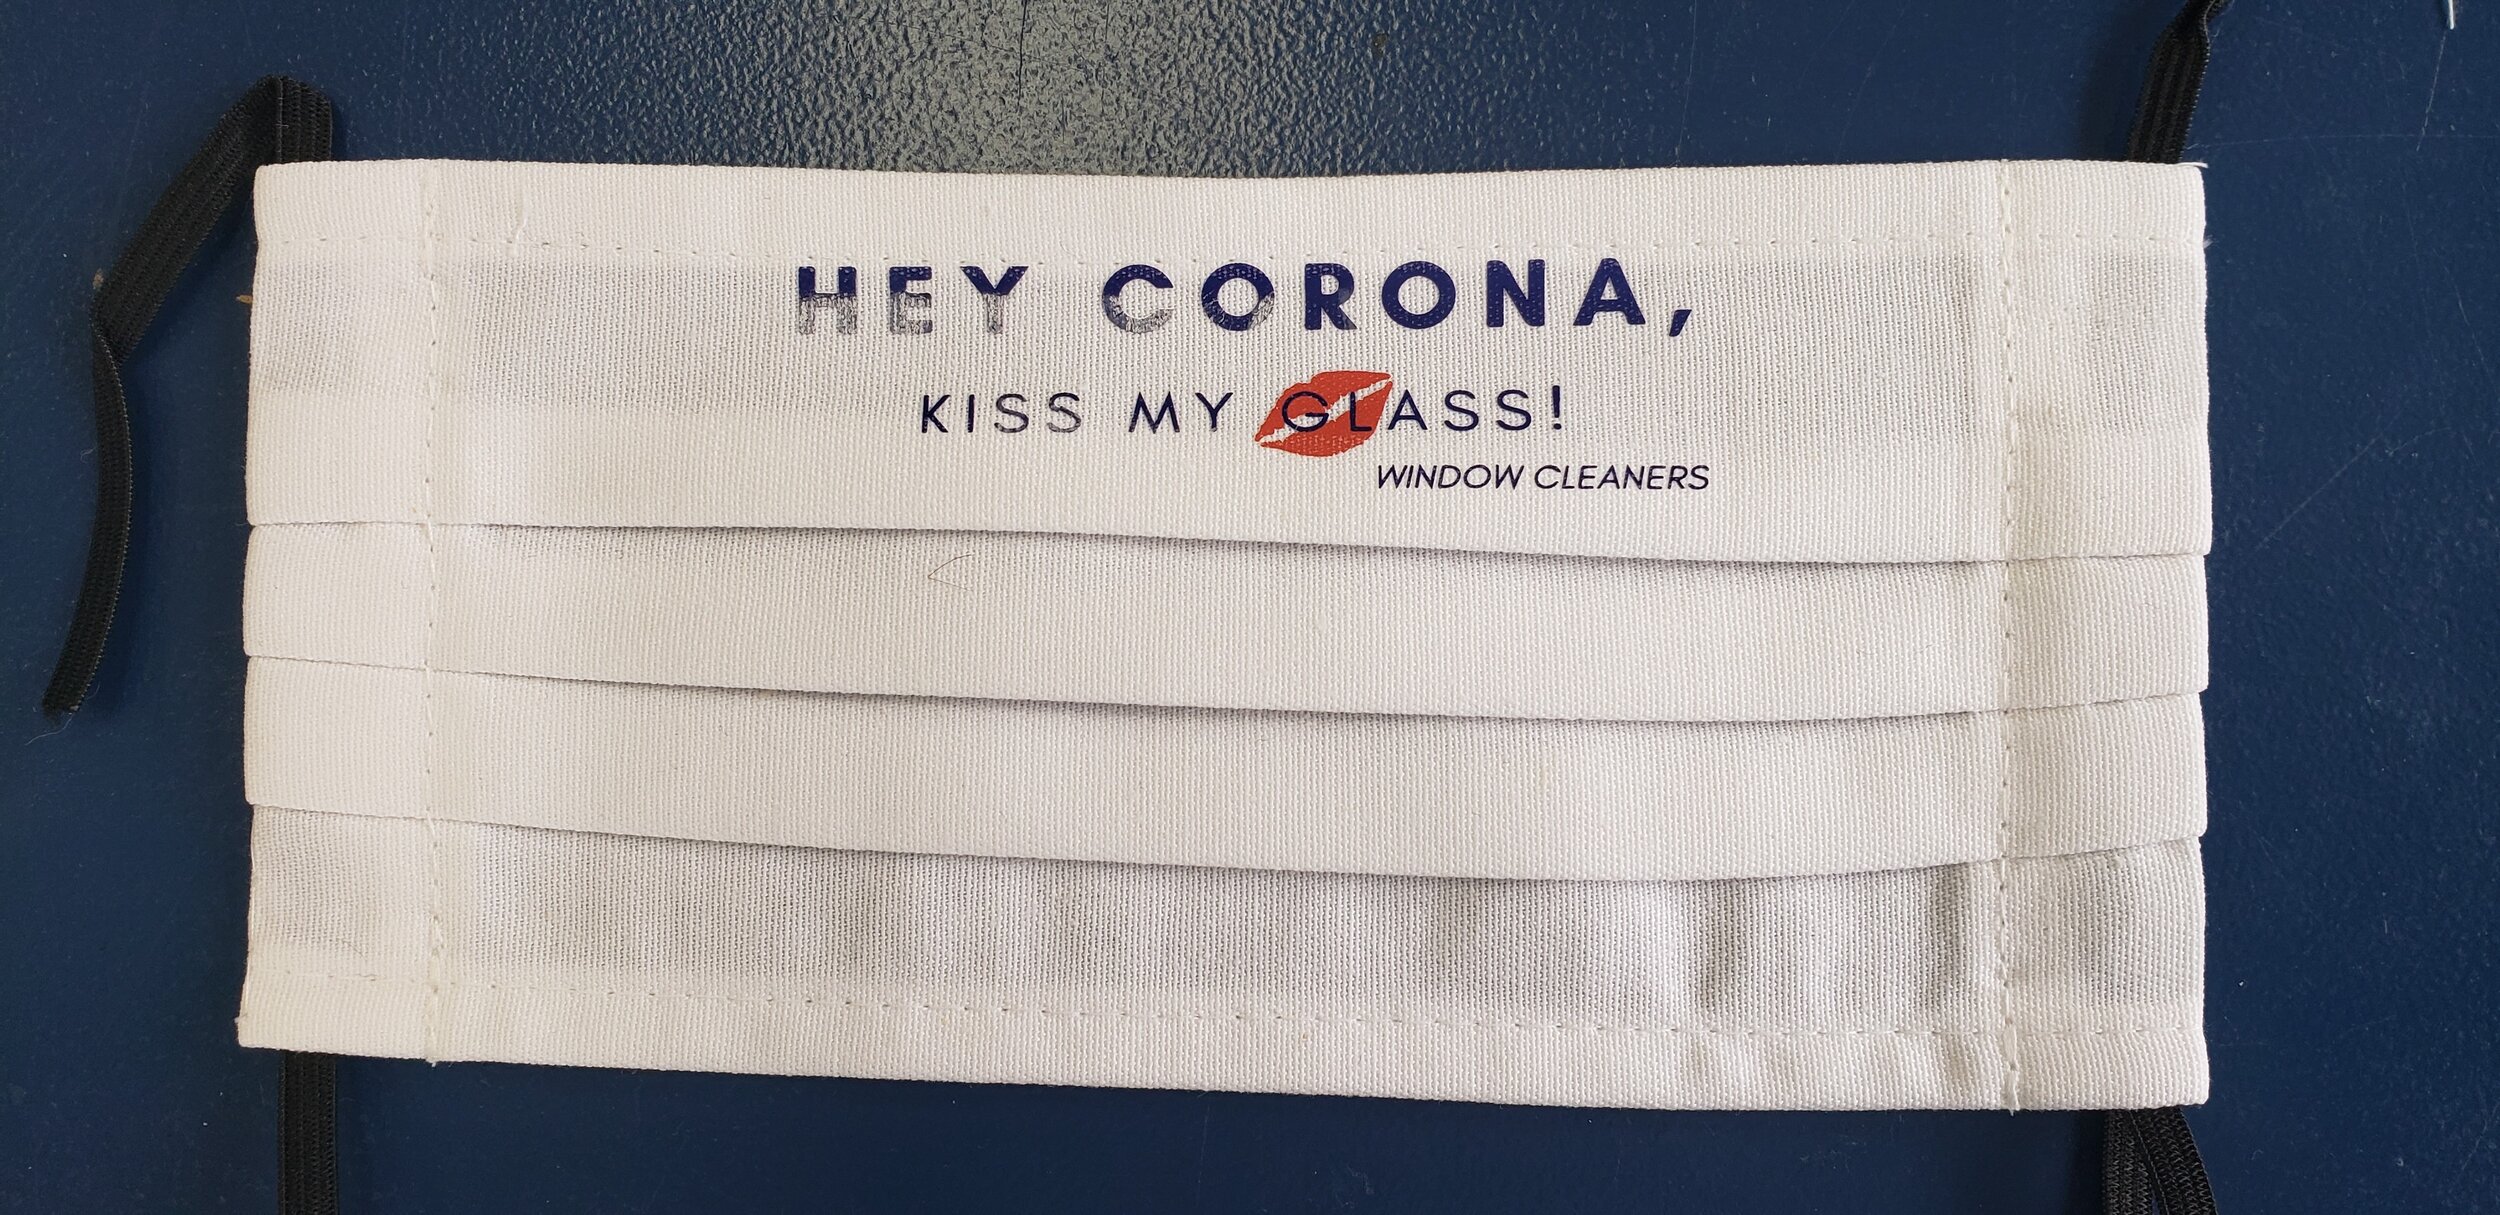 HEY CORONA,
KISS MY GLASS!
WINDOW CLEANERS